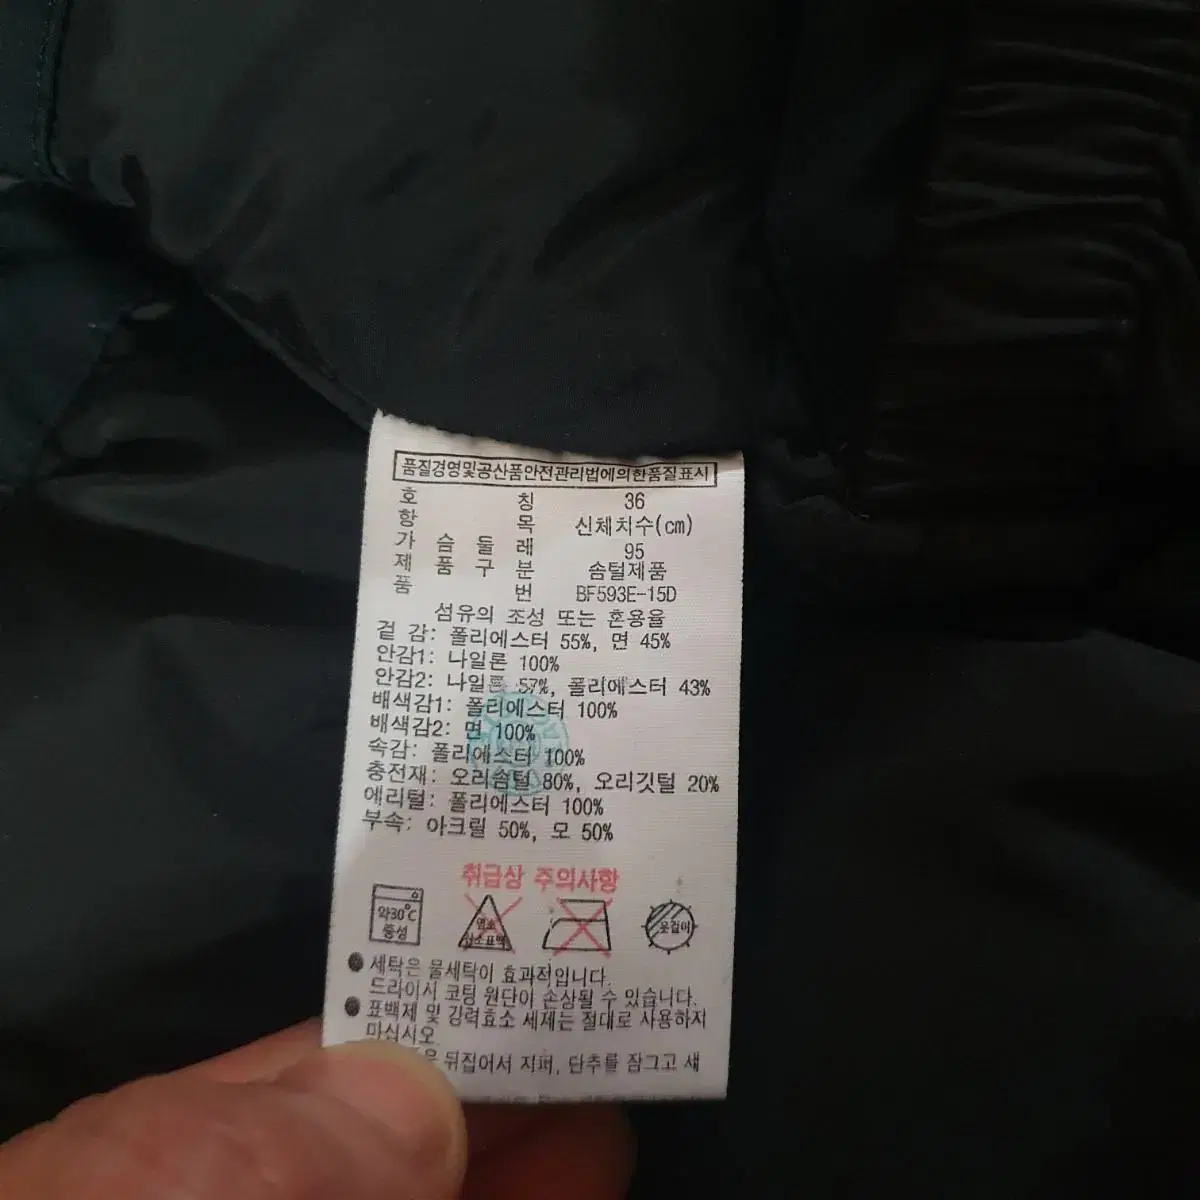 품질경영및공산품안전관리법에의한품질표시
호 칭 36
항 목 신체치수(cm)
가 슴 둘 레 95
제 품 구 분 솜털제품
품 번 BF593E-15D
섬유의 조성 또는 혼용율
겉 감: 폴리에스터 55%, 면 45%
안감1: 나일론 100%
안감2: 나일론 57%, 폴리에스터 43%
배색감1: 폴리에스터 100%
배색감2: 면 100%
속감: 폴리에스터 100%
충전재: 오리솜털 80%, 오리깃털 20%
에리털: 폴리에스터 100%
부속: 아크릴 50%, 모 50%
취급상 주의사항
약30℃ 중성
염소 산소표백
옷걸이
● 세탁은 물세탁이 효과적입니다.
드라이시 코팅 원단이 손상될 수 있습니다.
● 표백제 및 강력효소 세제는 절대로 사용하지
마십시오.
뒤집어서 지퍼, 단추를 잠그고 새